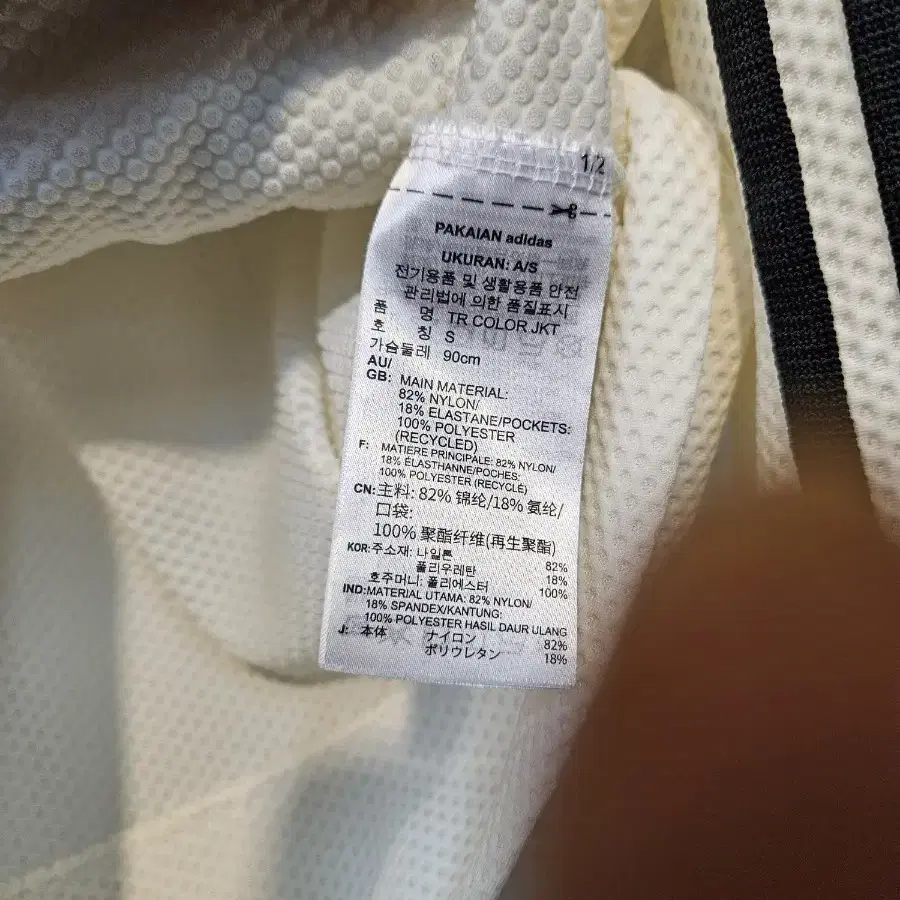 1/2
PAKAIAN adidas
UKURAN: A/S
전기용품 및 생활용품 안전
관리법에 의한 품질표시
품 명 TR COLOR JKT
호 칭 S
가슴둘레 90cm
AU/
GB: MAIN MATERIAL:
82% NYLON/
18% ELASTANE/POCKETS:
100% POLYESTER
(RECYCLED)
F: MATIERE PRINCIPALE: 82% NYLON/
18% ÉLASTHANNE/POCHES:
100% POLYESTER (RECYCLÉ)
CN: 主料: 82% 锦纶/18% 氨纶/
口袋:
100% 聚酯纤维(再生聚酯)
KOR: 주소재: 나일론 82%
폴리우레탄 18%
호주머니: 폴리에스터 100%
IND: MATERIAL UTAMA: 82% NYLON/
18% SPANDEX/KANTUNG:
100% POLYESTER HASIL DAUR ULANG
J: 本体 ナイロン 82%
ポリウレタン 18%